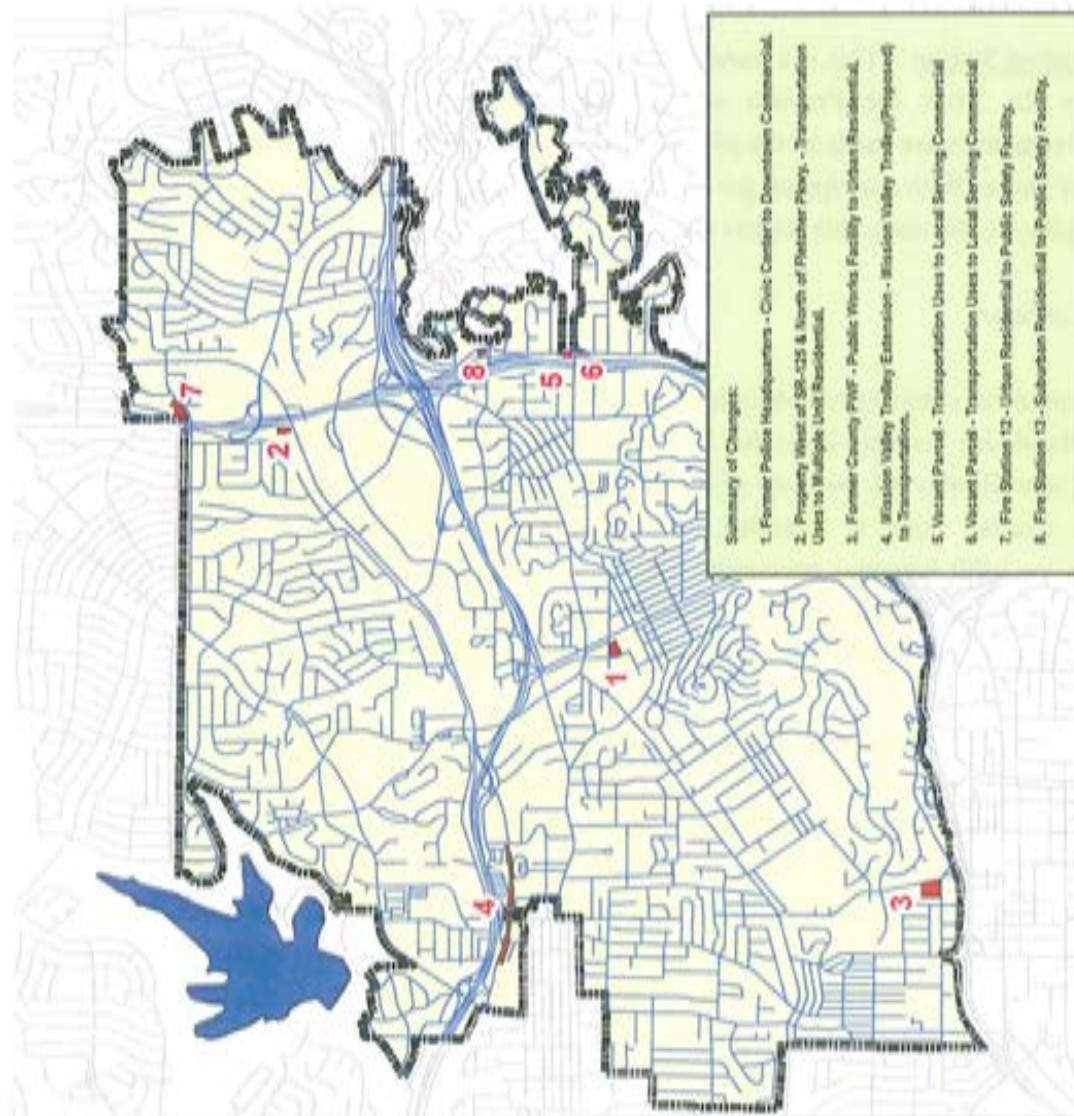 Summary of Changes:
1. Former Police Headquarters - Civic Center to Downtown Commercial.
2. Property West of SR-125 & North of Fletcher Pkwy. - Transportation
Uses to Multiple Unit Residential.
3. Former County PWF - Public Works Facility to Urban Residential.
4. Mission Valley Trolley Extension - Mission Valley Trolley(Proposed)
to Transportation.
5. Vacant Parcel - Transportation Uses to Local Serving Commercial
6. Vacant Parcel - Transportation Uses to Local Serving Commercial
7. Fire Station 12 - Urban Residential to Public Safety Facility.
8. Fire Station 13 - Suburban Residential to Public Safety Facility.
7
2
8
5
6
1
4
3